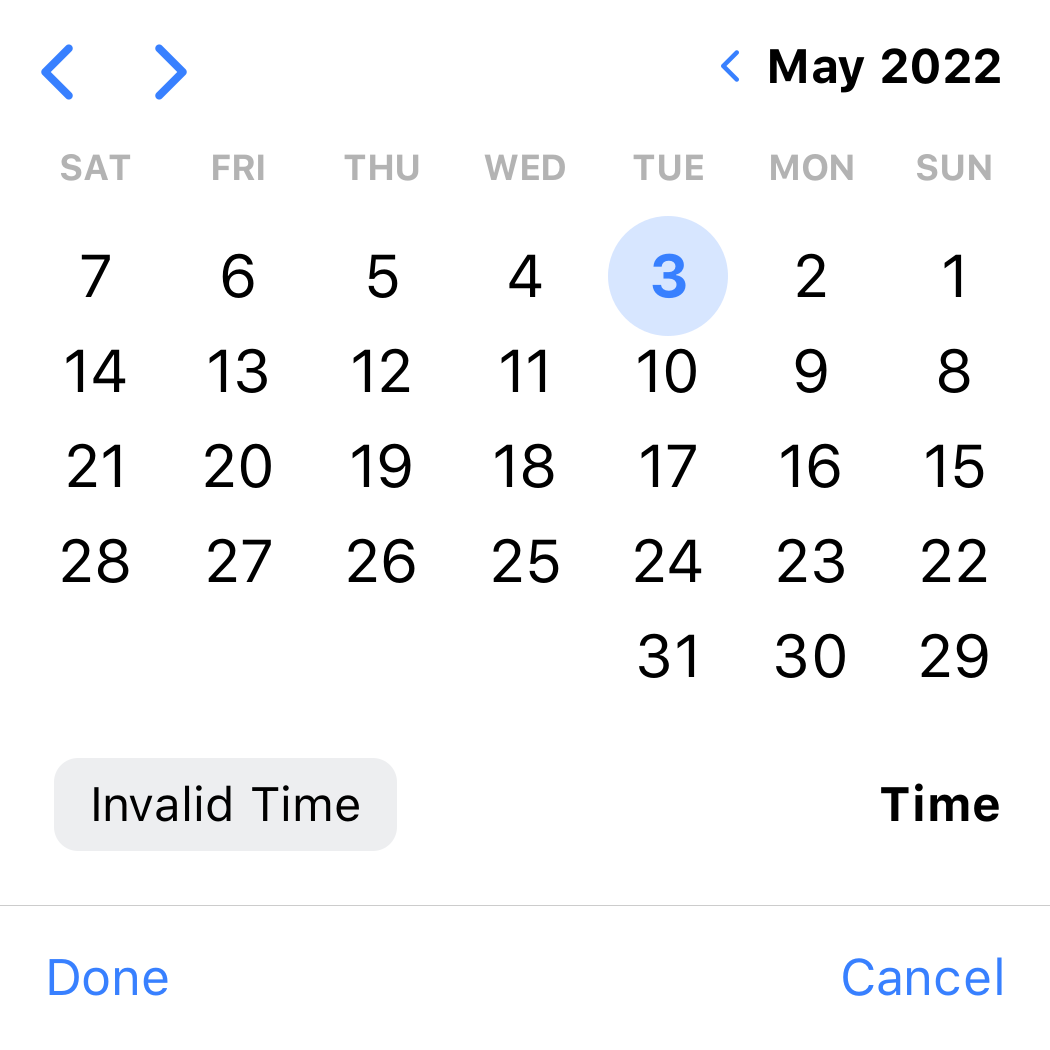 May 2022
SAT FRI THU WED TUE MON SUN
7 6 5 4 3 2 1
14 13 12 11 10 9 8
21 20 19 18 17 16 15
28 27 26 25 24 23 22
31 30 29
Invalid Time Time
Done Cancel